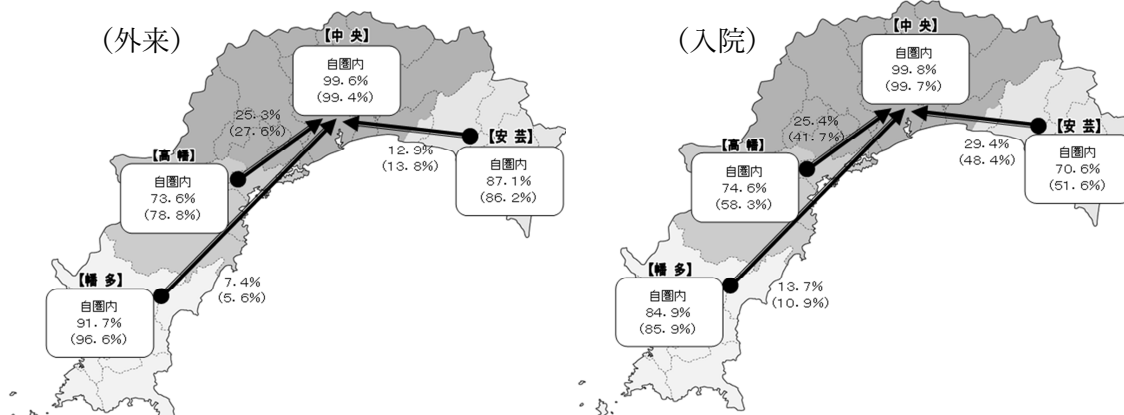 （外来）
【中 央】
自圏内
99.6%
(99.4%)
25.3%
(27.6%)
12.9%
(13.8%)
【安 芸】
自圏内
87.1%
(86.2%)
【高 幡】
自圏内
73.6%
(78.8%)
7.4%
(5.6%)
【幡 多】
自圏内
91.7%
(96.6%)
（入院）
【中 央】
自圏内
99.8%
(99.7%)
25.4%
(41.7%)
29.4%
(48.4%)
【安 芸】
自圏内
70.6%
(51.6%)
【高 幡】
自圏内
74.6%
(58.3%)
13.7%
(10.9%)
【幡 多】
自圏内
84.9%
(85.9%)